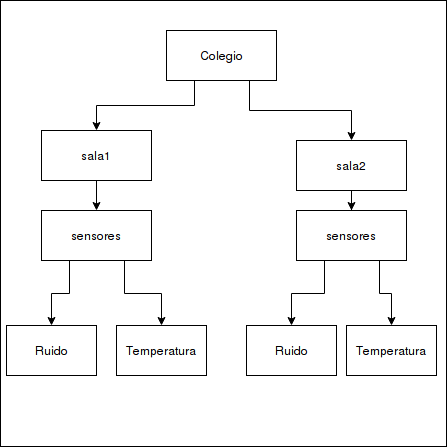 Colegio
sala1
sala2
sensores
sensores
Ruido
Temperatura
Ruido
Temperatura